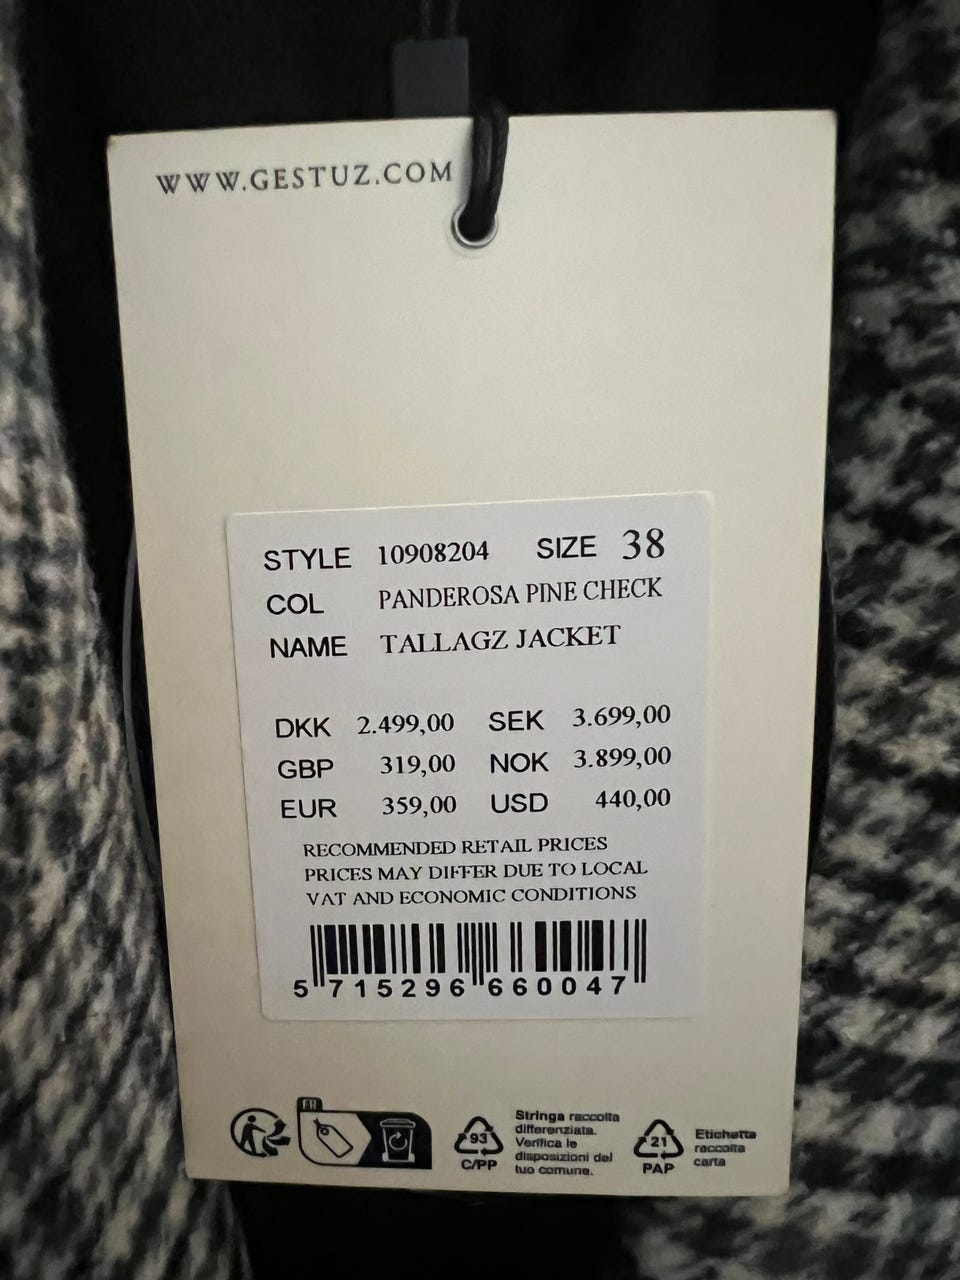 WWW.GESTUZ.COM
STYLE 10908204 SIZE 38
COL PANDEROSA PINE CHECK
NAME TALLAGZ JACKET
DKK 2.499,00 SEK 3.699,00
GBP 319,00 NOK 3.899,00
EUR 359,00 USD 440,00
RECOMMENDED RETAIL PRICES
PRICES MAY DIFFER DUE TO LOCAL
VAT AND ECONOMIC CONDITIONS
5 715296 660047
FR
93
C/PP
Stringa raccolta
differenziata.
Verifica le
disposizioni del
tuo comune.
21
PAP
Etichetta
raccolta
carta